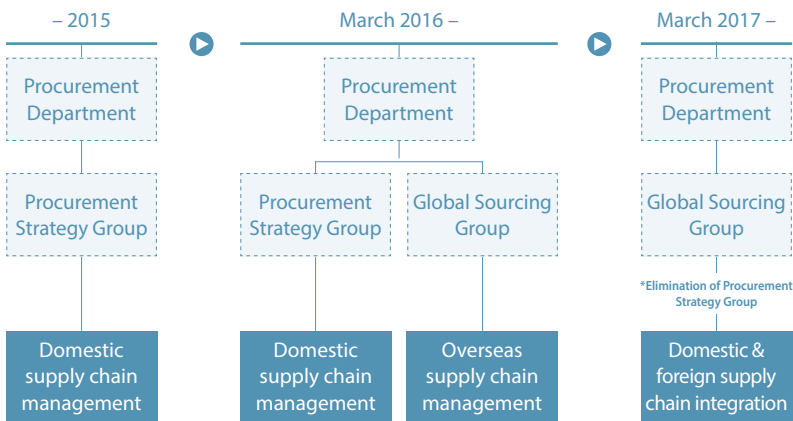 – 2015
Procurement
Department
Procurement
Strategy Group
Domestic
supply chain
management
March 2016 –
Procurement
Department
Procurement
Strategy Group
Global Sourcing
Group
Domestic
supply chain
management
Overseas
supply chain
management
March 2017 –
Procurement
Department
Global Sourcing
Group
*Elimination of Procurement
Strategy Group
Domestic &
foreign supply
chain integration